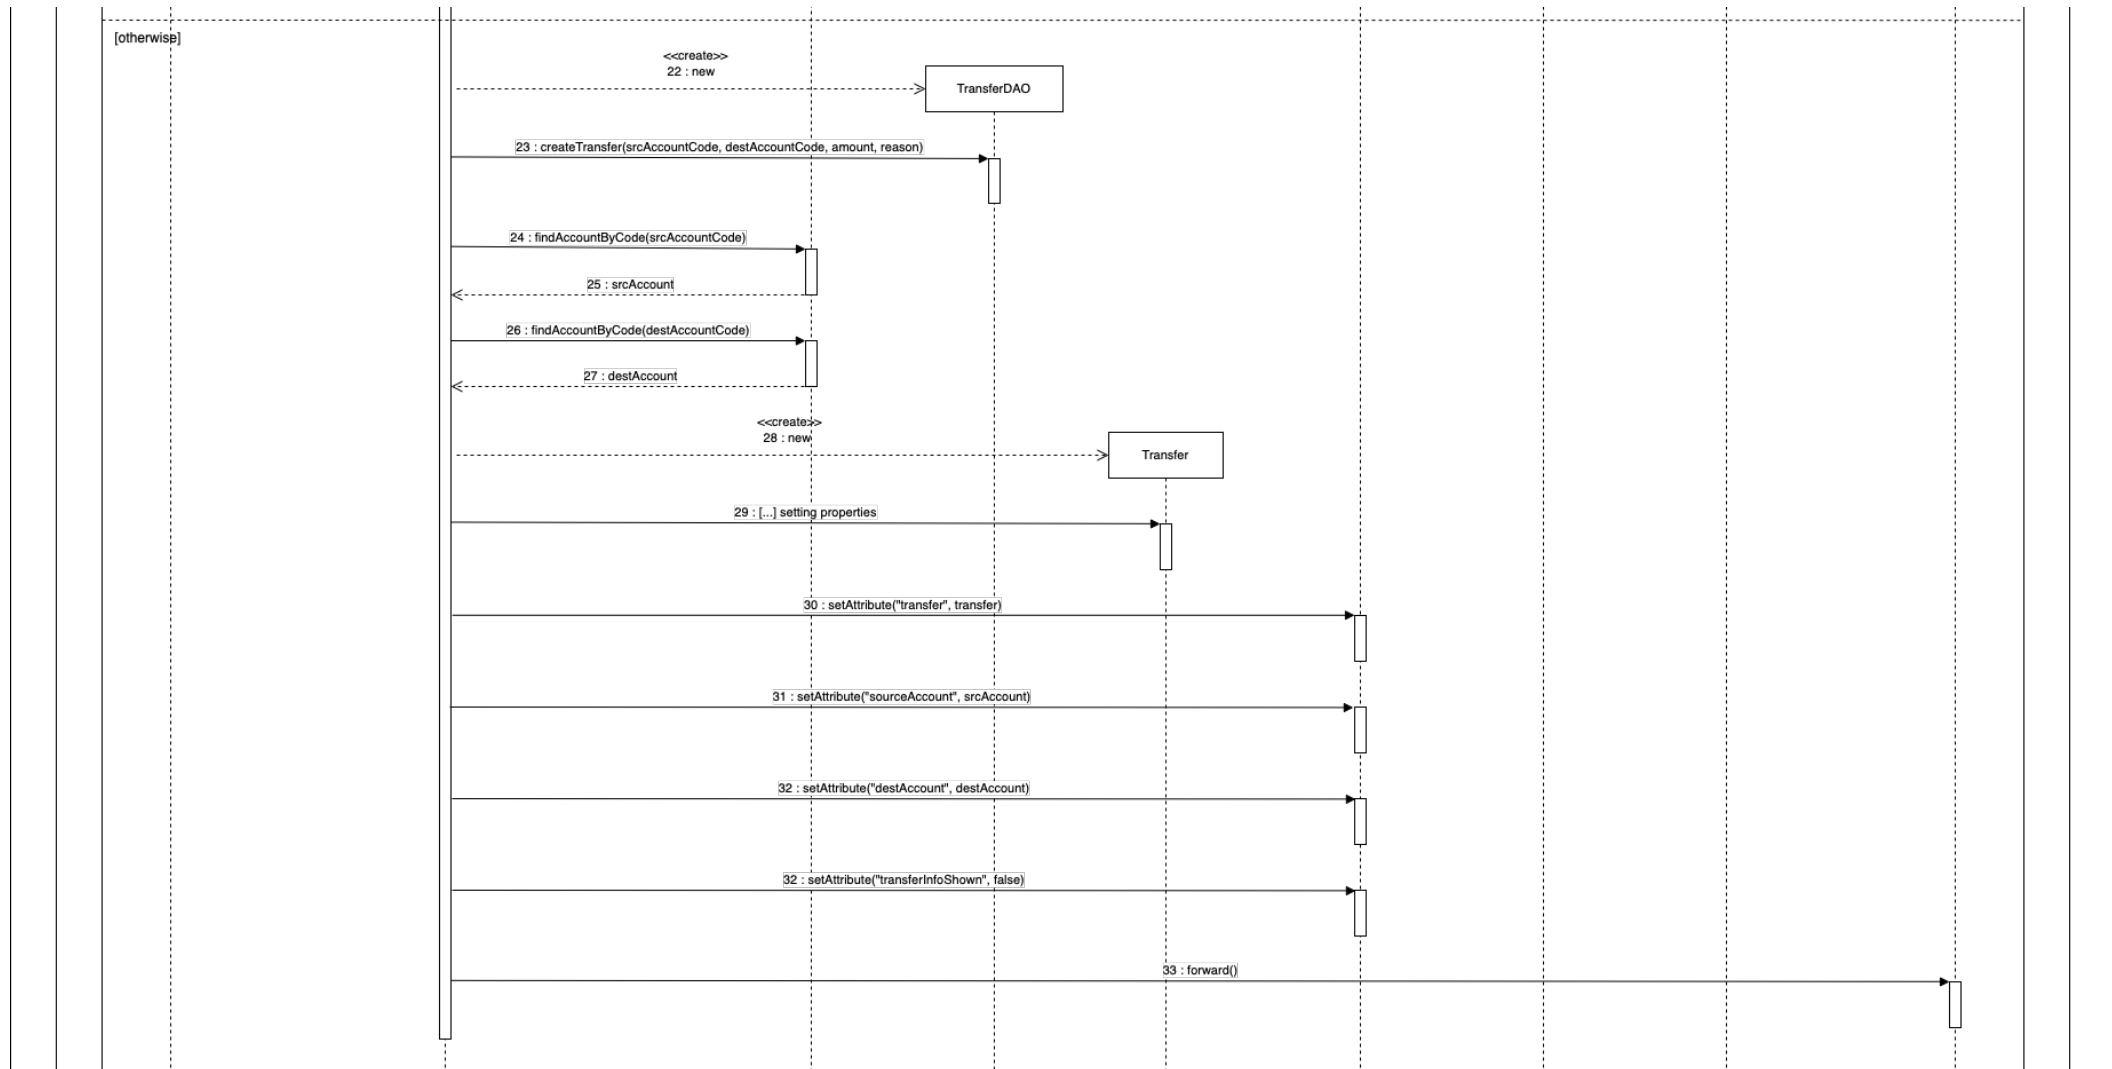 [otherwise]
<<create>>
22 : new
TransferDAO
23 : createTransfer(srcAccountCode, destAccountCode, amount, reason)
24 : findAccountByCode(srcAccountCode)
25 : srcAccount
26 : findAccountByCode(destAccountCode)
27 : destAccount
<<create>>
28 : new
Transfer
29 : [...] setting properties
30 : setAttribute("transfer", transfer)
31 : setAttribute("sourceAccount", srcAccount)
32 : setAttribute("destAccount", destAccount)
32 : setAttribute("transferInfoShown", false)
33 : forward()